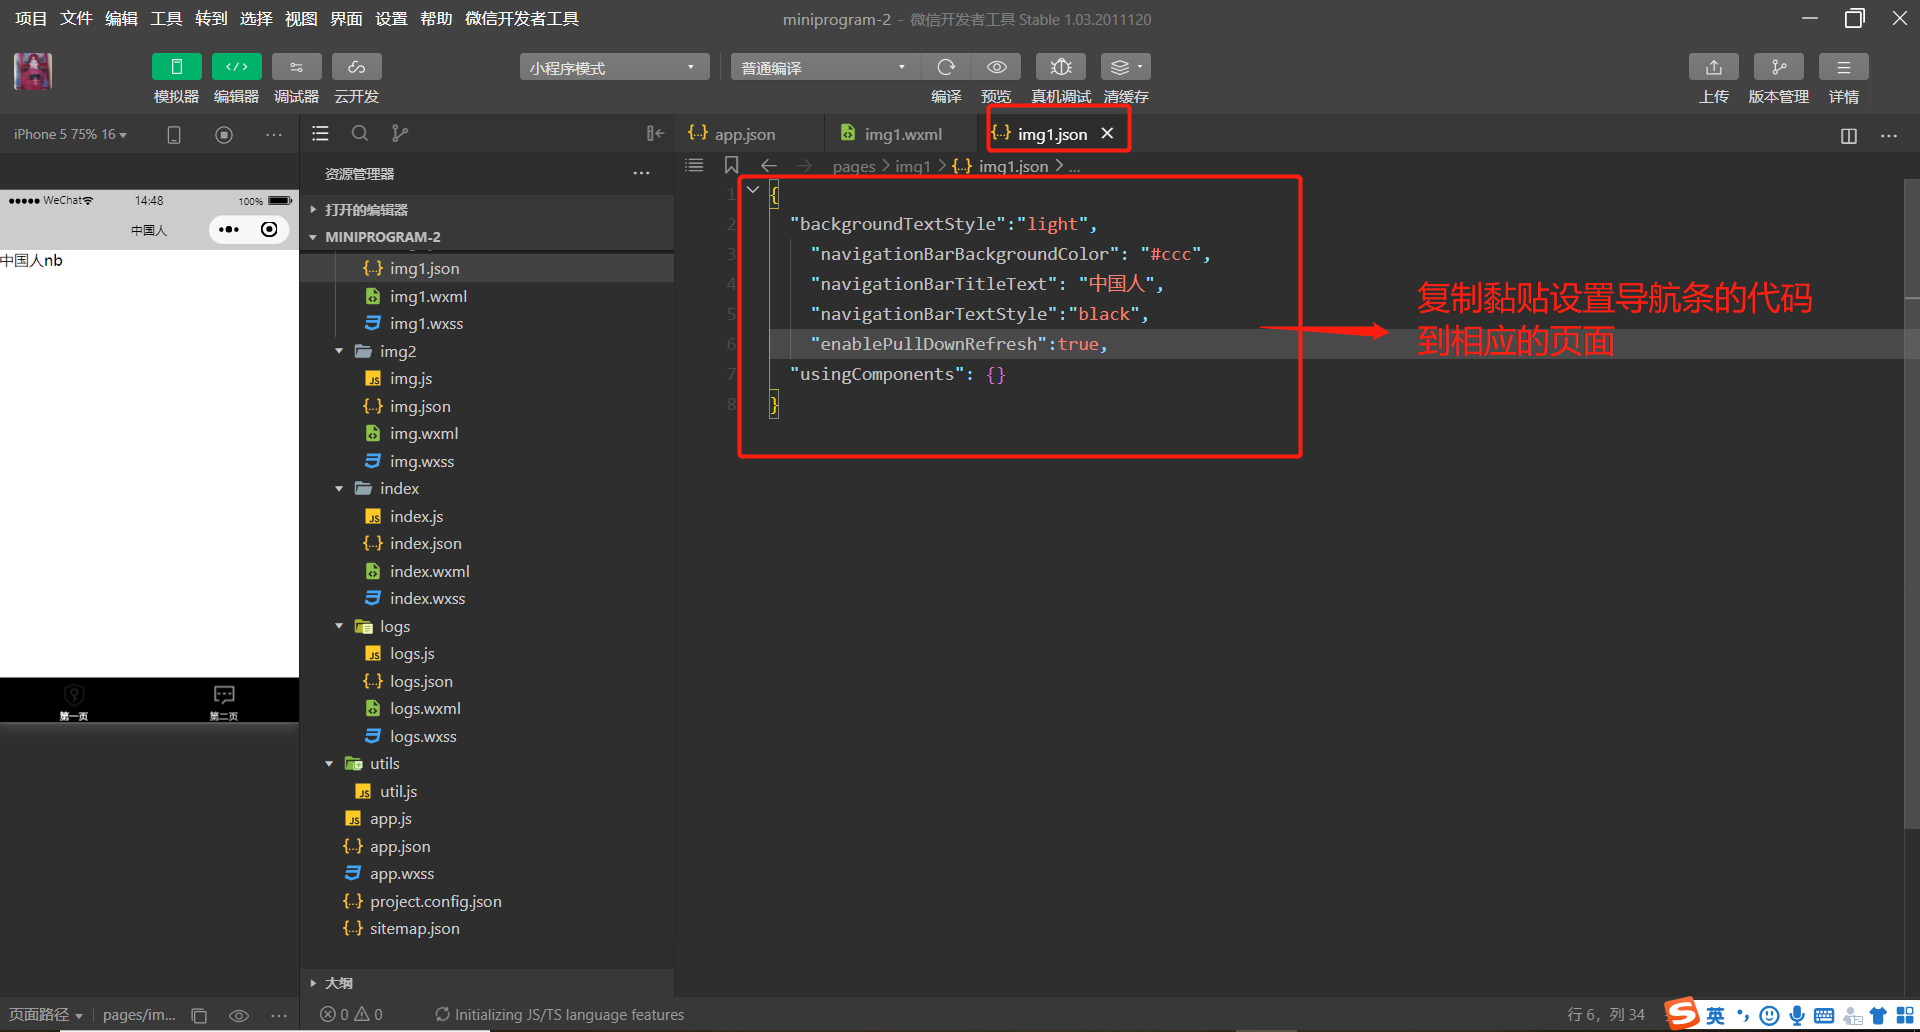 项目 文件 编辑 工具 转到 选择 视图 界面 设置 帮助 微信开发者工具
miniprogram-2 - 微信开发者工具 Stable 1.03.2011120
小程序模式
普通编译
模拟器 编辑器 调试器 云开发
编译 预览 真机调试 清缓存
上传 版本管理 详情
iPhone 5 75% 16
app.json
img1.wxml
img1.json
资源管理器
pages > img1 > {..} img1.json > ...
WeChat
14:48
100%
中国人
中国人nb
第一页
第二页
打开的编辑器
MINIPROGRAM-2
img1.json
img1.wxml
img1.wxss
img2
img.js
img.json
img.wxml
img.wxss
index
index.js
index.json
index.wxml
index.wxss
logs
logs.js
logs.json
logs.wxml
logs.wxss
utils
util.js
app.js
app.json
app.wxss
project.config.json
sitemap.json
大纲
1 {
2 "backgroundTextStyle":"light",
3 "navigationBarBackgroundColor": "#ccc",
4 "navigationBarTitleText": "中国人",
5 "navigationBarTextStyle":"black",
6 "enablePullDownRefresh":true,
7 "usingComponents": {}
8 }
复制黏贴设置导航条的代码
到相应的页面
页面路径
pages/im...
0 0
Initializing JS/TS language features
行 6，列 34
S 英